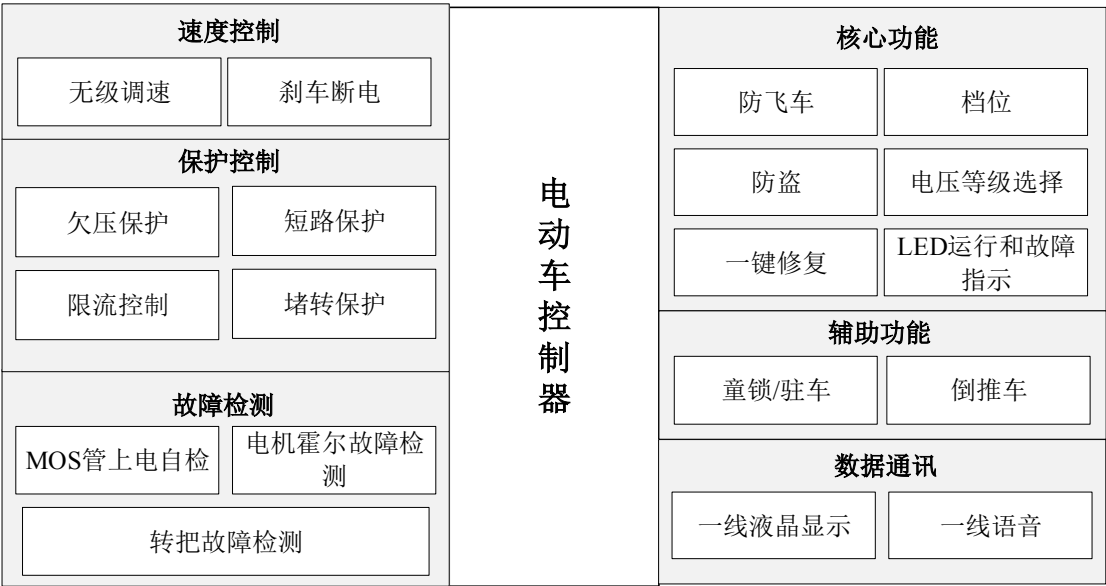 速度控制
无级调速
刹车断电
保护控制
欠压保护
短路保护
限流控制
堵转保护
故障检测
MOS管上电自检
电机霍尔故障检
测
转把故障检测
电
动
车
控
制
器
核心功能
防飞车
档位
防盗
电压等级选择
一键修复
LED运行和故障
指示
辅助功能
童锁/驻车
倒推车
数据通讯
一线液晶显示
一线语音